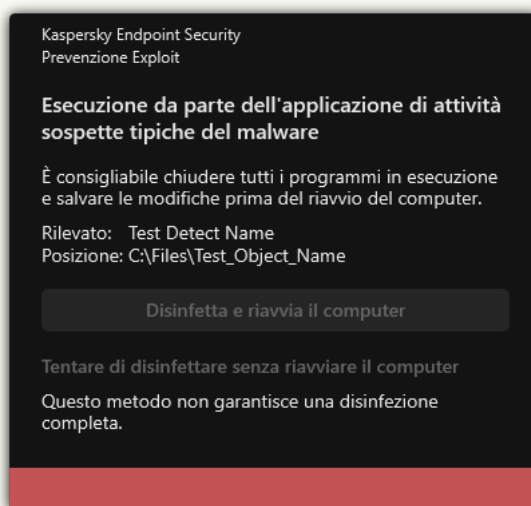 Kaspersky Endpoint Security
Prevenzione Exploit
Esecuzione da parte dell'applicazione di attività
sospette tipiche del malware
È consigliabile chiudere tutti i programmi in esecuzione
e salvare le modifiche prima del riavvio del computer.
Rilevato: Test Detect Name
Posizione: C:\Files\Test_Object_Name
Disinfetta e riavvia il computer
Tentare di disinfettare senza riavviare il computer
Questo metodo non garantisce una disinfezione
completa.